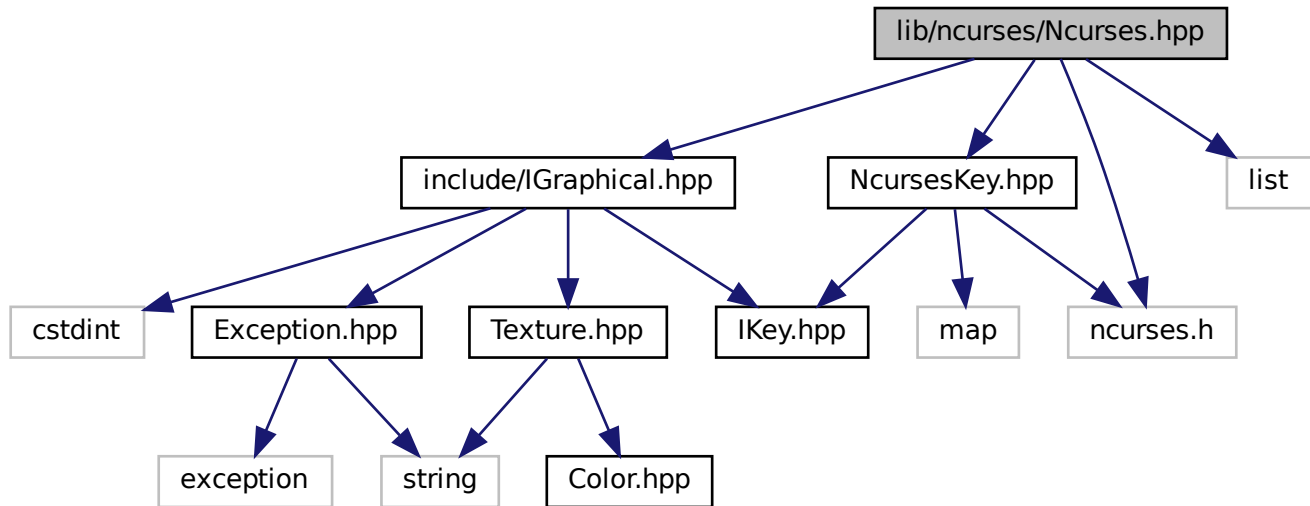 lib/ncurses/Ncurses.hpp
include/IGraphical.hpp
NcursesKey.hpp
list
cstdint
Exception.hpp
Texture.hpp
IKey.hpp
map
ncurses.h
exception
string
Color.hpp